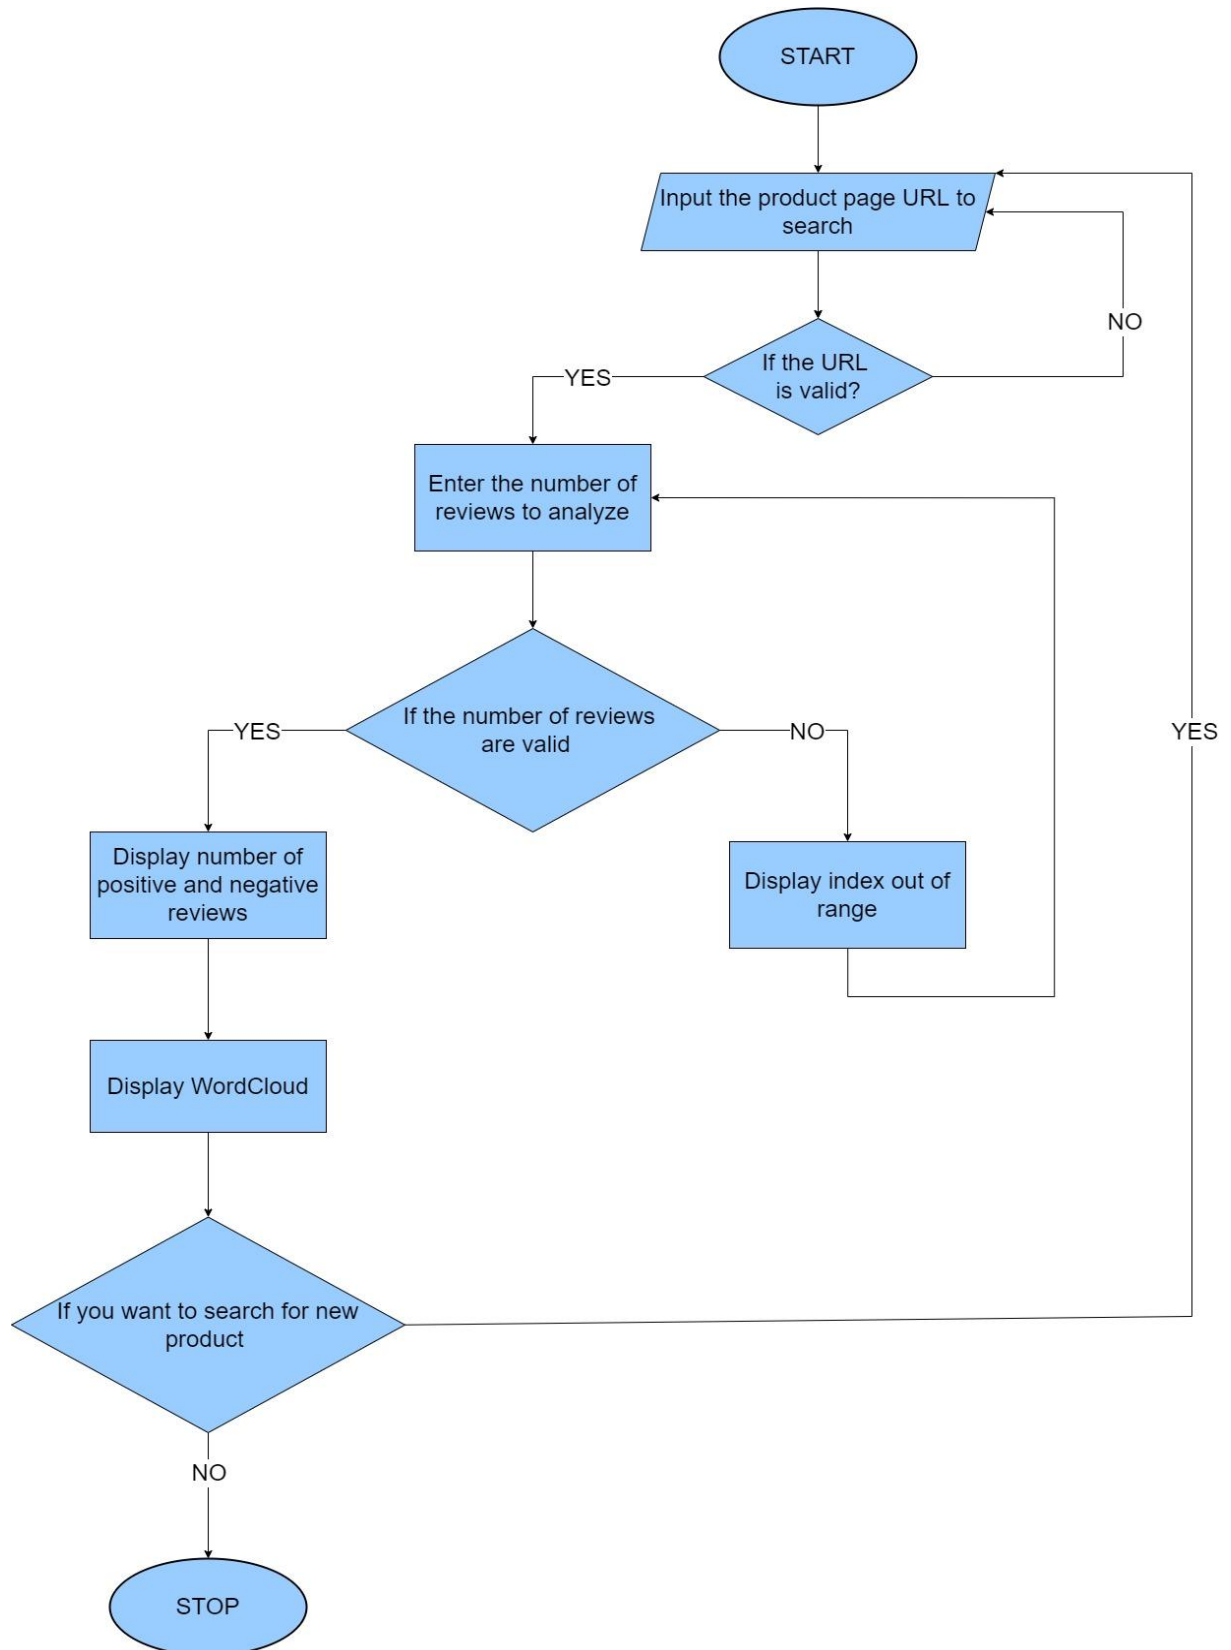 START
Input the product page URL to
search
NO
If the URL
is valid?
YES
Enter the number of
reviews to analyze
If the number of reviews
are valid
YES
NO
YES
Display number of
positive and negative
reviews
Display index out of
range
Display WordCloud
If you want to search for new
product
NO
STOP